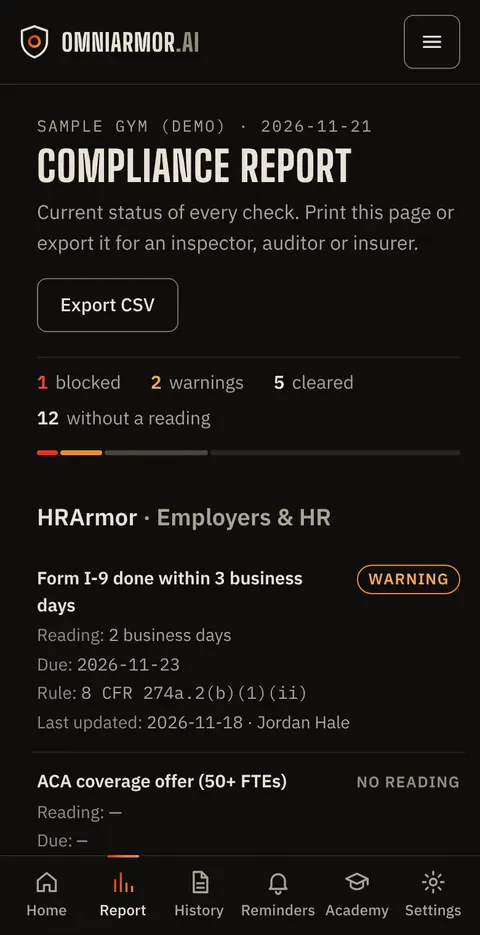 OMNIARMOR.AI
SAMPLE GYM (DEMO) · 2026-11-21
COMPLIANCE REPORT
Current status of every check. Print this page or
export it for an inspector, auditor or insurer.
Export CSV
1 blocked 2 warnings 5 cleared
12 without a reading
HRArmor · Employers & HR
Form I-9 done within 3 business
days
WARNING
Reading: 2 business days
Due: 2026-11-23
Rule: 8 CFR 274a.2(b)(1)(ii)
Last updated: 2026-11-18 · Jordan Hale
ACA coverage offer (50+ FTEs) NO READING
Reading: —
Due: —
Home Report History Reminders Academy Settings